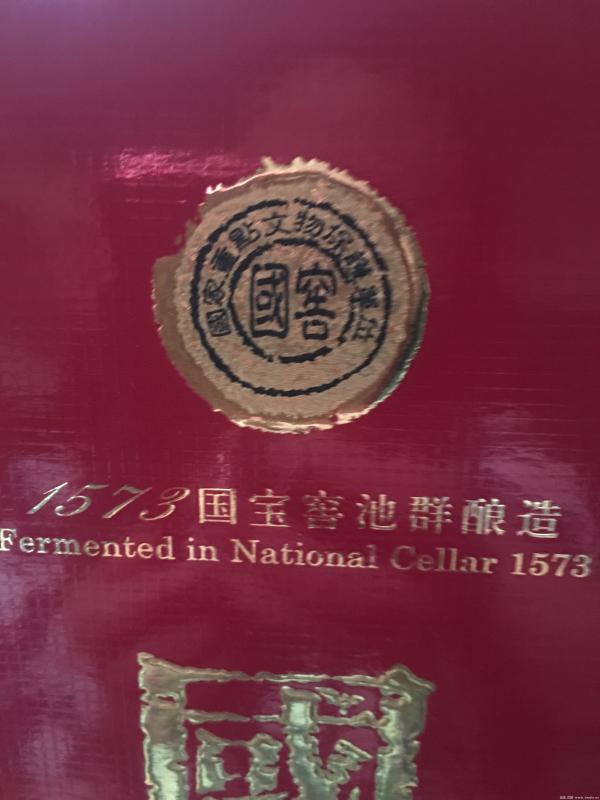 國家重點文物保護單位
國窖
1573国宝窖池群酿造
Fermented in National Cellar 1573